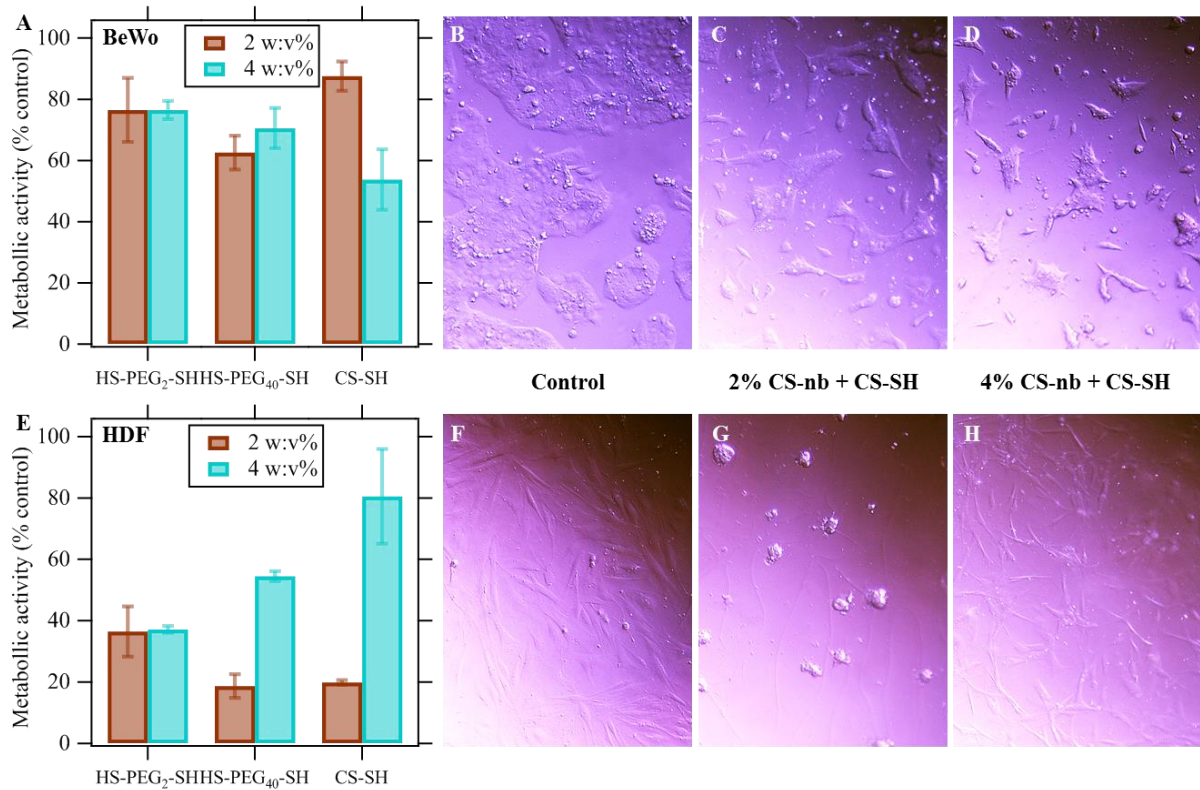 A
BeWo
2 w:v%
4 w:v%
Metabollic activity (% control)
100
80
60
40
20
0
HS-PEG₂-SH
HS-PEG₄₀-SH
CS-SH
B
C
D
Control
2% CS-nb + CS-SH
4% CS-nb + CS-SH
E
HDF
2 w:v%
4 w:v%
Metabollic activity (% control)
100
80
60
40
20
0
HS-PEG₂-SH
HS-PEG₄₀-SH
CS-SH
F
G
H